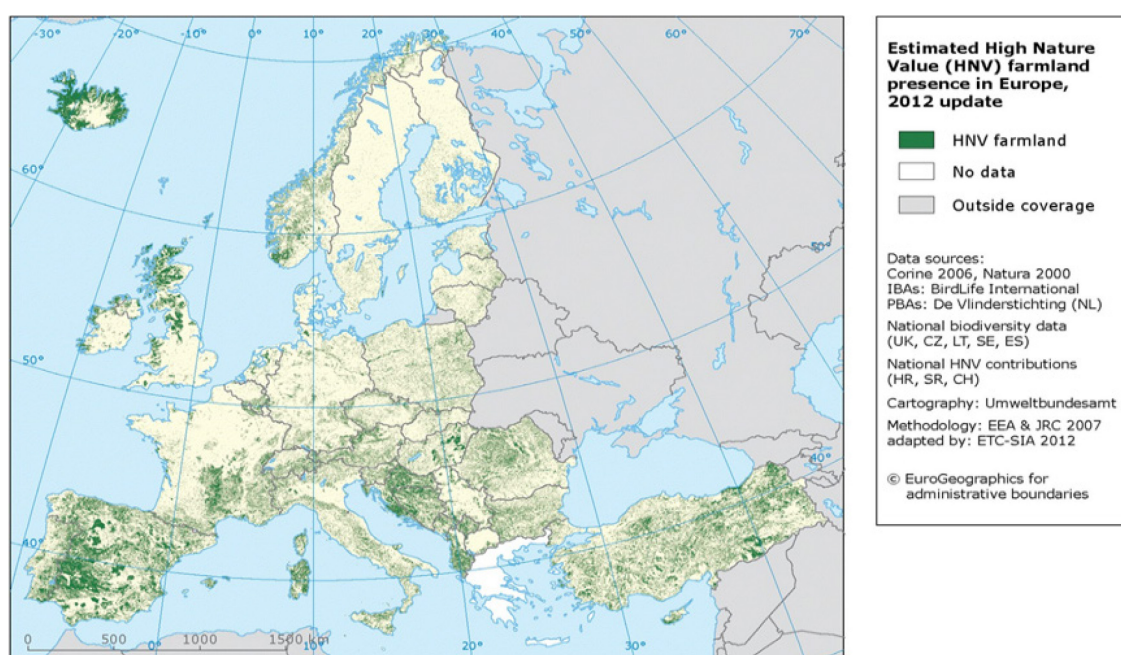 -30°
-20°
-10°
0°
10°
20°
30°
40°
50°
60°
70°
60°
50°
40°
50°
40°
0
500
1000
1500 km
0°
10°
20°
30°
Estimated High Nature
Value (HNV) farmland
presence in Europe,
2012 update
HNV farmland
No data
Outside coverage
Data sources:
Corine 2006, Natura 2000
IBAs: BirdLife International
PBAs: De Vlinderstichting (NL)
National biodiversity data
(UK, CZ, LT, SE, ES)
National HNV contributions
(HR, SR, CH)
Cartography: Umweltbundesamt
Methodology: EEA & JRC 2007
adapted by: ETC-SIA 2012
© EuroGeographics for
administrative boundaries